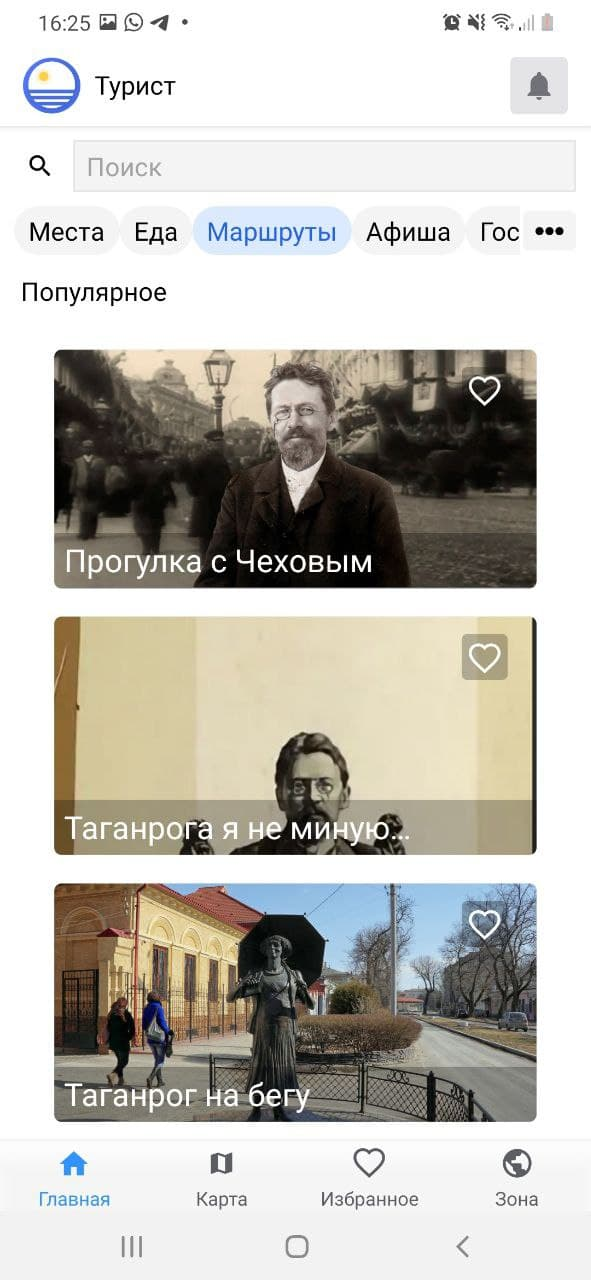 16:25
Турист
Поиск
Места Еда Маршруты Афиша Гос •••
Популярное
Прогулка с Чеховым
Таганрога я не миную...
Таганрог на бегу
Главная Карта Избранное Зона